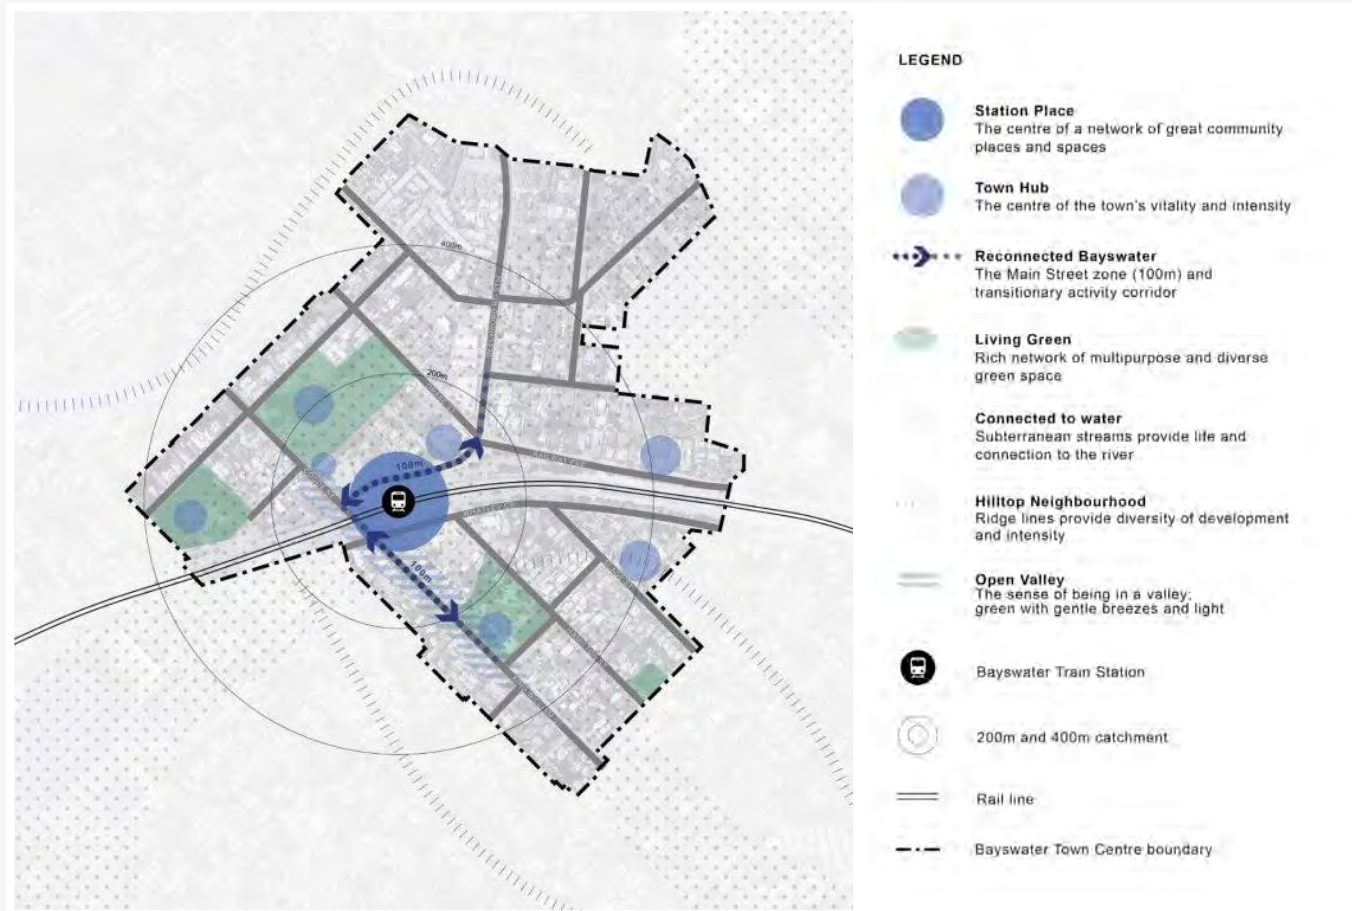 LEGEND
Station Place
The centre of a network of great community
places and spaces
Town Hub
The centre of the town's vitality and intensity
Reconnected Bayswater
The Main Street zone (100m) and
transitionary activity corridor
Living Green
Rich network of multipurpose and diverse
green space
Connected to water
Subterranean streams provide life and
connection to the river
Hilltop Neighbourhood
Ridge lines provide diversity of development
and intensity
Open Valley
The sense of being in a valley;
green with gentle breezes and light
Bayswater Train Station
200m and 400m catchment
Rail line
Bayswater Town Centre boundary
400m
200m
100m
100m